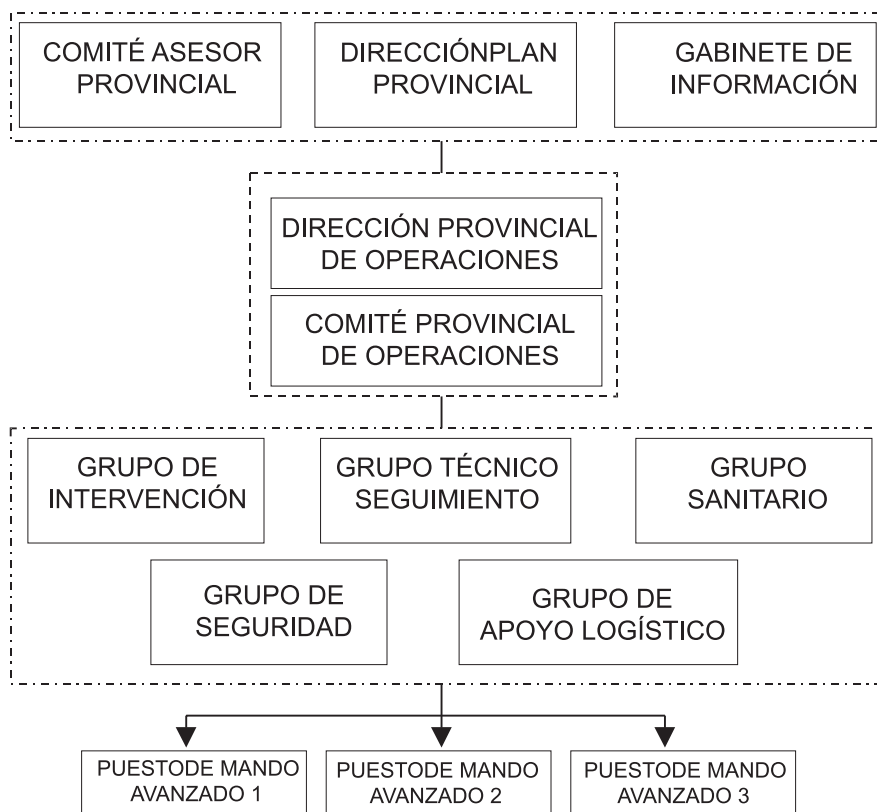 COMITÉ ASESOR
PROVINCIAL
DIRECCIÓNPLAN
PROVINCIAL
GABINETE DE
INFORMACIÓN
DIRECCIÓN PROVINCIAL
DE OPERACIONES
COMITÉ PROVINCIAL
DE OPERACIONES
GRUPO DE
INTERVENCIÓN
GRUPO TÉCNICO
SEGUIMIENTO
GRUPO
SANITARIO
GRUPO DE
SEGURIDAD
GRUPO DE
APOYO LOGÍSTICO
PUESTODE MANDO
AVANZADO 1
PUESTODE MANDO
AVANZADO 2
PUESTODE MANDO
AVANZADO 3